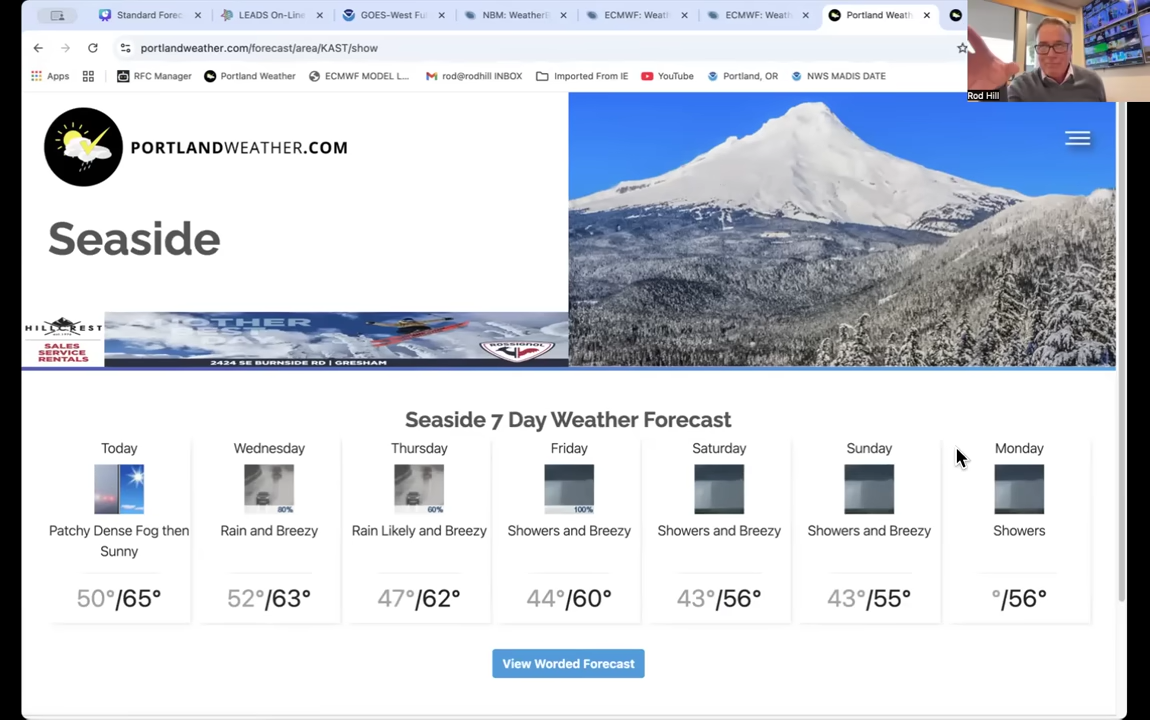 Standard Forec
LEADS On-Line
GOES-West Fu
NBM: Weather
ECMWF: Weat
ECMWF: Weath
Portland Weath
portlandweather.com/forecast/area/KAST/show
Apps
RFC Manager
Portland Weather
ECMWF MODEL L...
rod@rodhill INBOX
Imported From IE
YouTube
Portland, OR
NWS MADIS DATE
Rod Hill
PORTLANDWEATHER.COM
Seaside
HILLCREST
SALES
SERVICE
RENTALS
2424 SE BURNSIDE RD | GRESHAM
ROSSIGNOL
Seaside 7 Day Weather Forecast
Today
Wednesday
Thursday
Friday
Saturday
Sunday
Monday
80%
60%
100%
Patchy Dense Fog then
Sunny
Rain and Breezy
Rain Likely and Breezy
Showers and Breezy
Showers and Breezy
Showers and Breezy
Showers
50°/65°
52°/63°
47°/62°
44°/60°
43°/56°
43°/55°
°/56°
View Worded Forecast